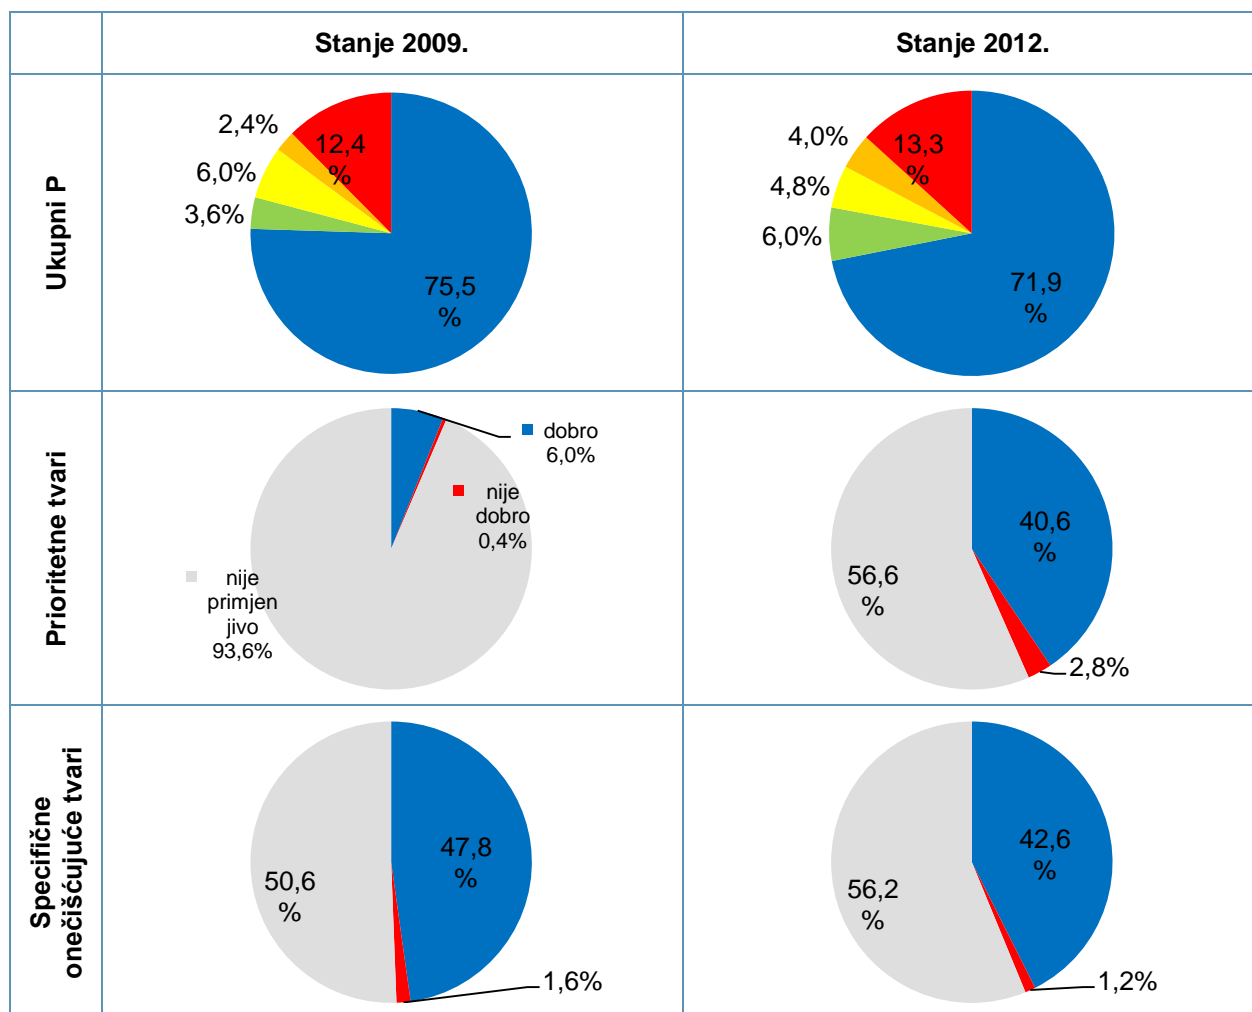 Stanje 2009.
Stanje 2012.
Ukupni P
2,4%
12,4
%
6,0%
3,6%
75,5
%
4,0%
13,3
%
4,8%
6,0%
71,9
%
Prioritetne tvari
dobro
6,0%
nije
dobro
0,4%
nije
primjen
jivo
93,6%
40,6
%
56,6
%
2,8%
Specifične
onečišćujuće tvari
47,8
%
50,6
%
1,6%
42,6
%
56,2
%
1,2%